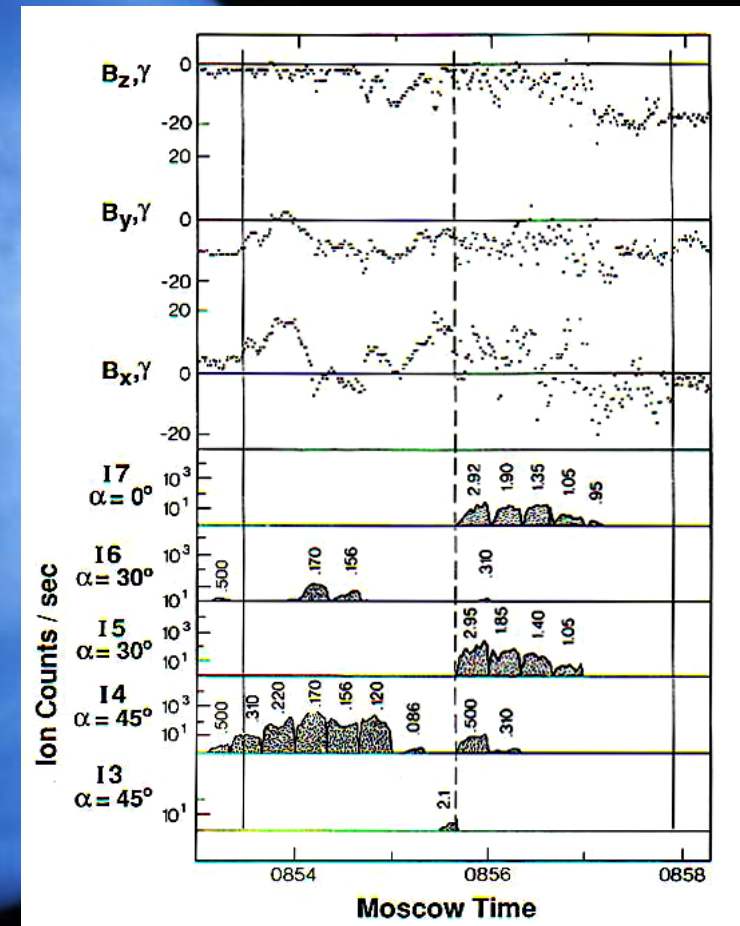 Bz,γ
0
-20
20
By,γ
0
-20
20
Bx,γ
0
-20
I7
α = 0°
10³
10¹
2.92 1.90 1.35 1.05 .95
I6
α = 30°
10³
10¹
.500 .170 .156 .310
I5
α = 30°
10³
10¹
2.95 1.85 1.40 1.05
I4
α = 45°
10³
10¹
.500 .310 .220 .170 .156 .120 .086 .500 .310
I3
α = 45°
10¹
2.1
Ion Counts / sec
0854 0856 0858
Moscow Time